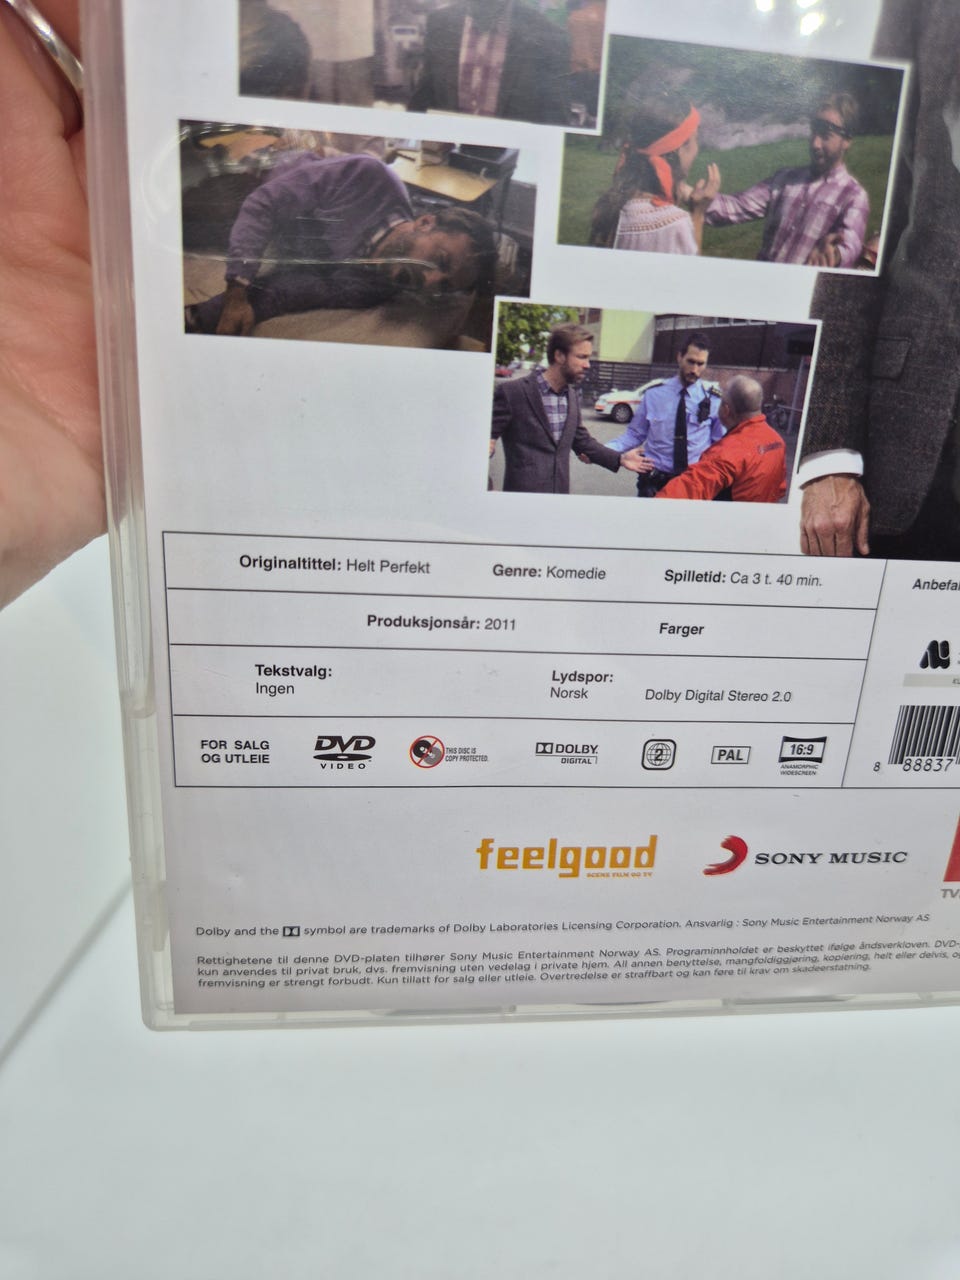 Originaltittel: Helt Perfekt
Genre: Komedie
Spilletid: Ca 3 t. 40 min.
Produksjonsår: 2011
Farger
Tekstvalg:
Ingen
Lydspor:
Norsk
Dolby Digital Stereo 2.0
FOR SALG
OG UTLEIE
DVD
VIDEO
THIS DISC IS
COPY PROTECTED.
DOLBY
DIGITAL
2
PAL
16:9
ANAMORPHIC
WIDESCREEN
8 88837
feelgood
SCENE FILM OG TV
SONY MUSIC
Dolby and the symbol are trademarks of Dolby Laboratories Licensing Corporation. Ansvarlig : Sony Music Entertainment Norway AS
Rettighetene til denne DVD-platen tilhører Sony Music Entertainment Norway AS. Programinnholdet er beskyttet ifølge åndsverkloven. DVD-
kun anvendes til privat bruk, dvs. fremvisning uten vedelag i private hjem. All annen benyttelse, mangfoldiggjøring, kopiering, helt eller delvis, og
fremvisning er strengt forbudt. Kun tillatt for salg eller utleie. Overtredelse er straffbart og kan føre til krav om skadeerstatning.